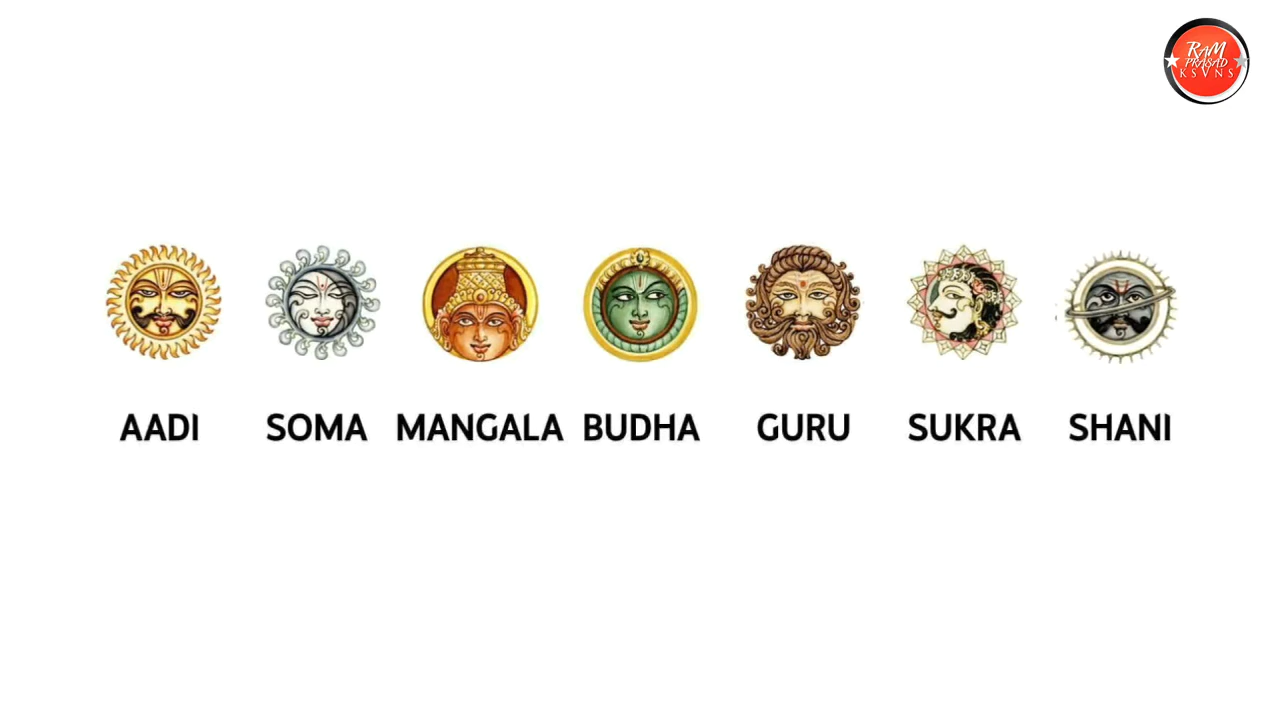 RAM
PRASAD
KSVNS
AADI SOMA MANGALA BUDHA GURU SUKRA SHANI